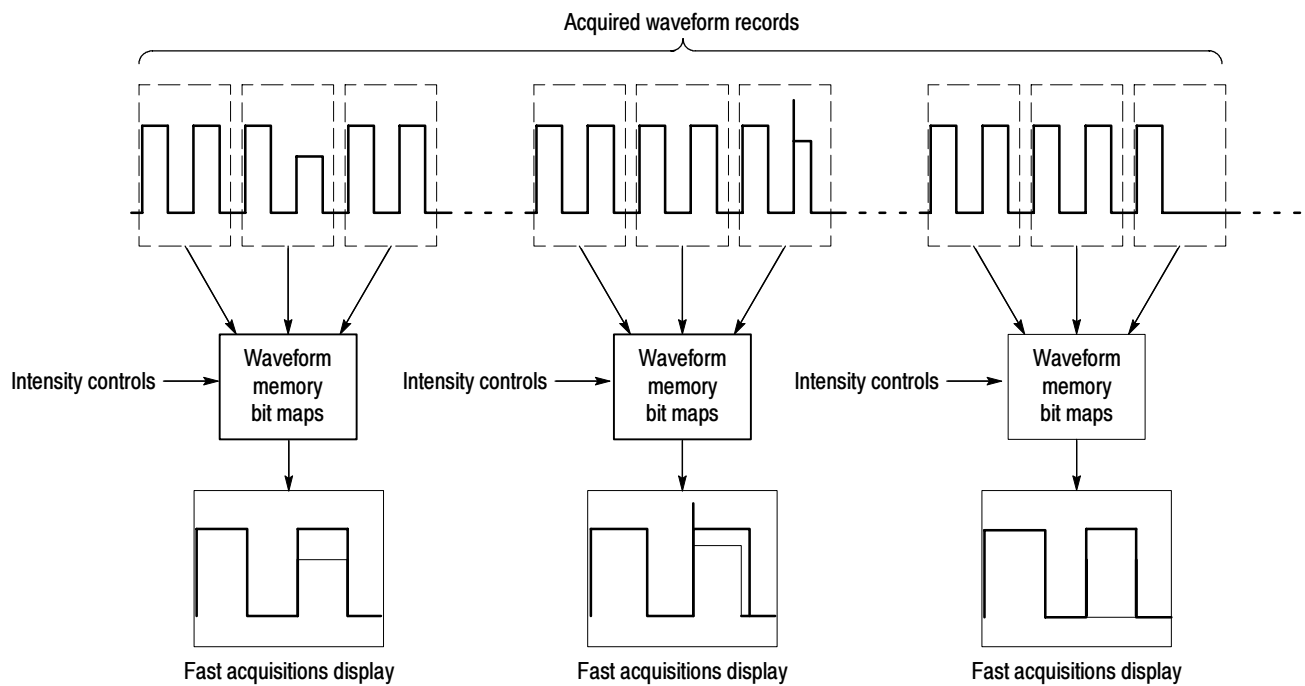 Acquired waveform records
Intensity controls
Waveform
memory
bit maps
Intensity controls
Waveform
memory
bit maps
Intensity controls
Waveform
memory
bit maps
Fast acquisitions display
Fast acquisitions display
Fast acquisitions display